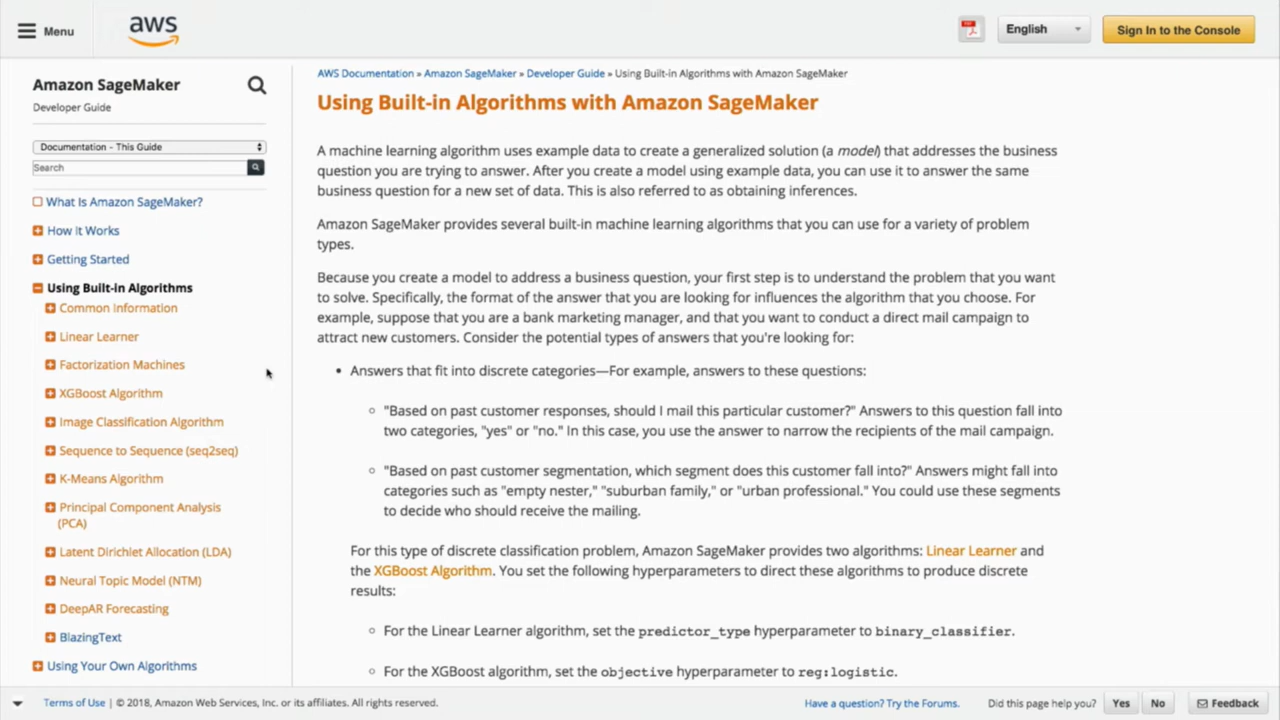 Menu
aws
English
Sign In to the Console
Amazon SageMaker
Developer Guide
Documentation - This Guide
Search
What Is Amazon SageMaker?
How It Works
Getting Started
Using Built-in Algorithms
Common Information
Linear Learner
Factorization Machines
XGBoost Algorithm
Image Classification Algorithm
Sequence to Sequence (seq2seq)
K-Means Algorithm
Principal Component Analysis
(PCA)
Latent Dirichlet Allocation (LDA)
Neural Topic Model (NTM)
DeepAR Forecasting
BlazingText
Using Your Own Algorithms
AWS Documentation » Amazon SageMaker » Developer Guide » Using Built-in Algorithms with Amazon SageMaker
Using Built-in Algorithms with Amazon SageMaker
A machine learning algorithm uses example data to create a generalized solution (a model) that addresses the business
question you are trying to answer. After you create a model using example data, you can use it to answer the same
business question for a new set of data. This is also referred to as obtaining inferences.
Amazon SageMaker provides several built-in machine learning algorithms that you can use for a variety of problem
types.
Because you create a model to address a business question, your first step is to understand the problem that you want
to solve. Specifically, the format of the answer that you are looking for influences the algorithm that you choose. For
example, suppose that you are a bank marketing manager, and that you want to conduct a direct mail campaign to
attract new customers. Consider the potential types of answers that you're looking for:
• Answers that fit into discrete categories—For example, answers to these questions:
"Based on past customer responses, should I mail this particular customer?" Answers to this question fall into
two categories, "yes" or "no." In this case, you use the answer to narrow the recipients of the mail campaign.
"Based on past customer segmentation, which segment does this customer fall into?" Answers might fall into
categories such as "empty nester," "suburban family," or "urban professional." You could use these segments
to decide who should receive the mailing.
For this type of discrete classification problem, Amazon SageMaker provides two algorithms: Linear Learner and
the XGBoost Algorithm. You set the following hyperparameters to direct these algorithms to produce discrete
results:
For the Linear Learner algorithm, set the predictor_type hyperparameter to binary_classifier.
For the XGBoost algorithm, set the objective hyperparameter to reg:logistic.
Terms of Use | © 2018, Amazon Web Services, Inc. or its affiliates. All rights reserved.
Have a question? Try the Forums.
Did this page help you?
Yes
No
Feedback